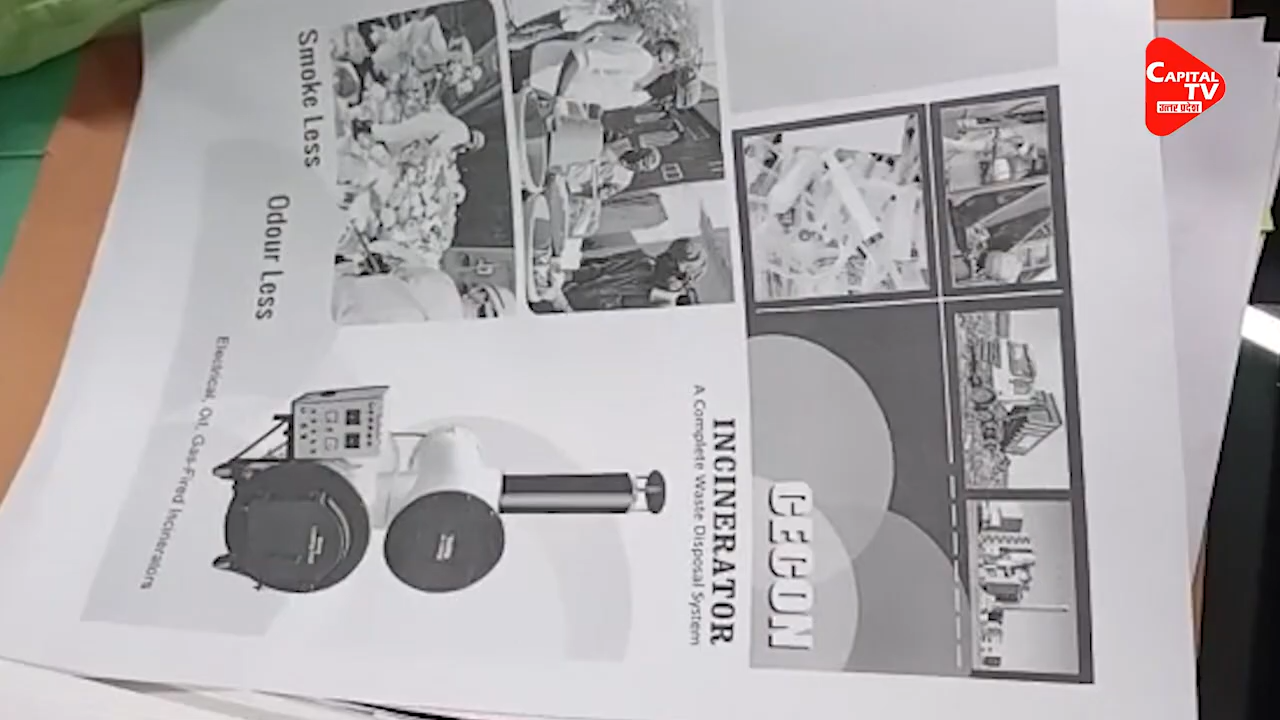 CAPITAL
TV
उत्तर प्रदेश
CECON
INCINERATOR
A Complete Waste Disposal System
Smoke Less
Odour Less
Electrical, Oil, Gas-Fired Incinerators